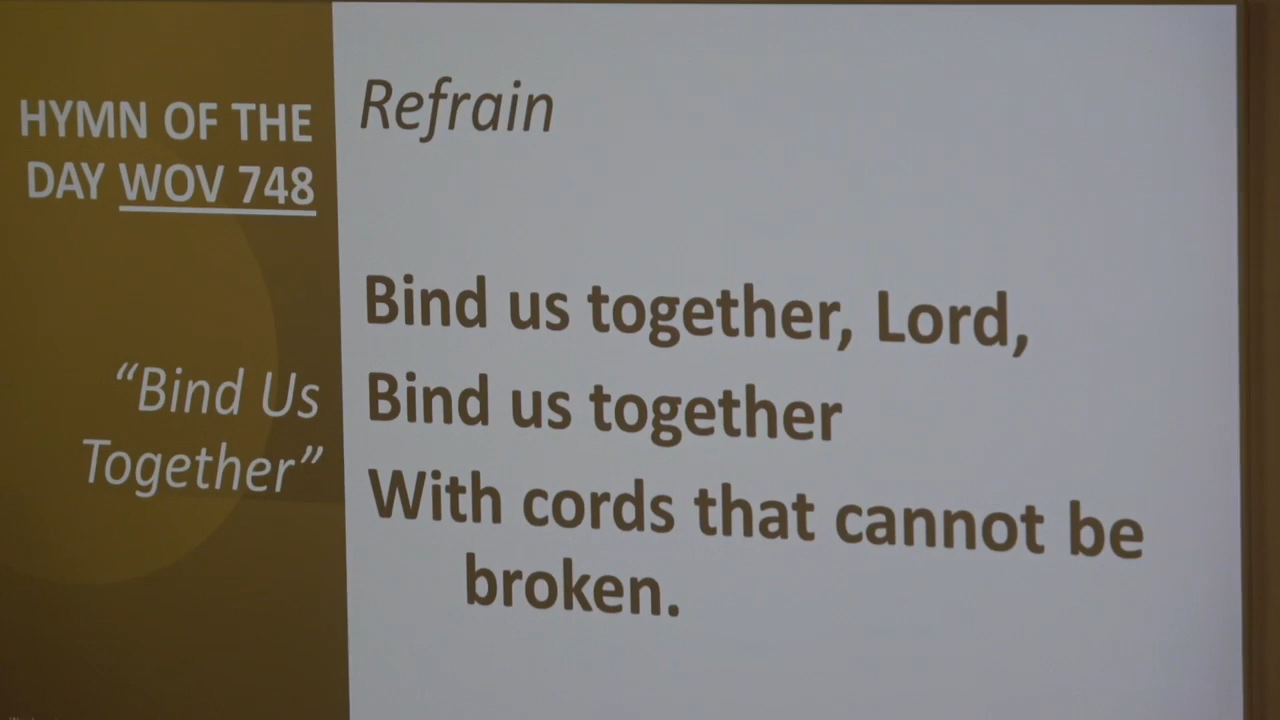 HYMN OF THE
DAY WOV 748
“Bind Us
Together”
Refrain
Bind us together, Lord,
Bind us together
With cords that cannot be
broken.